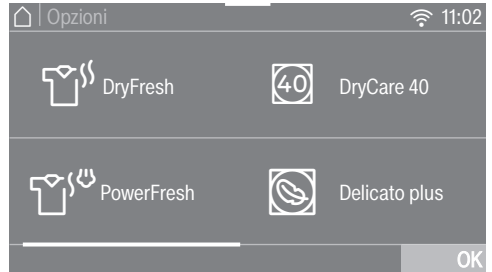 Opzioni 11:02
DryFresh 40 DryCare 40
PowerFresh Delicato plus
OK